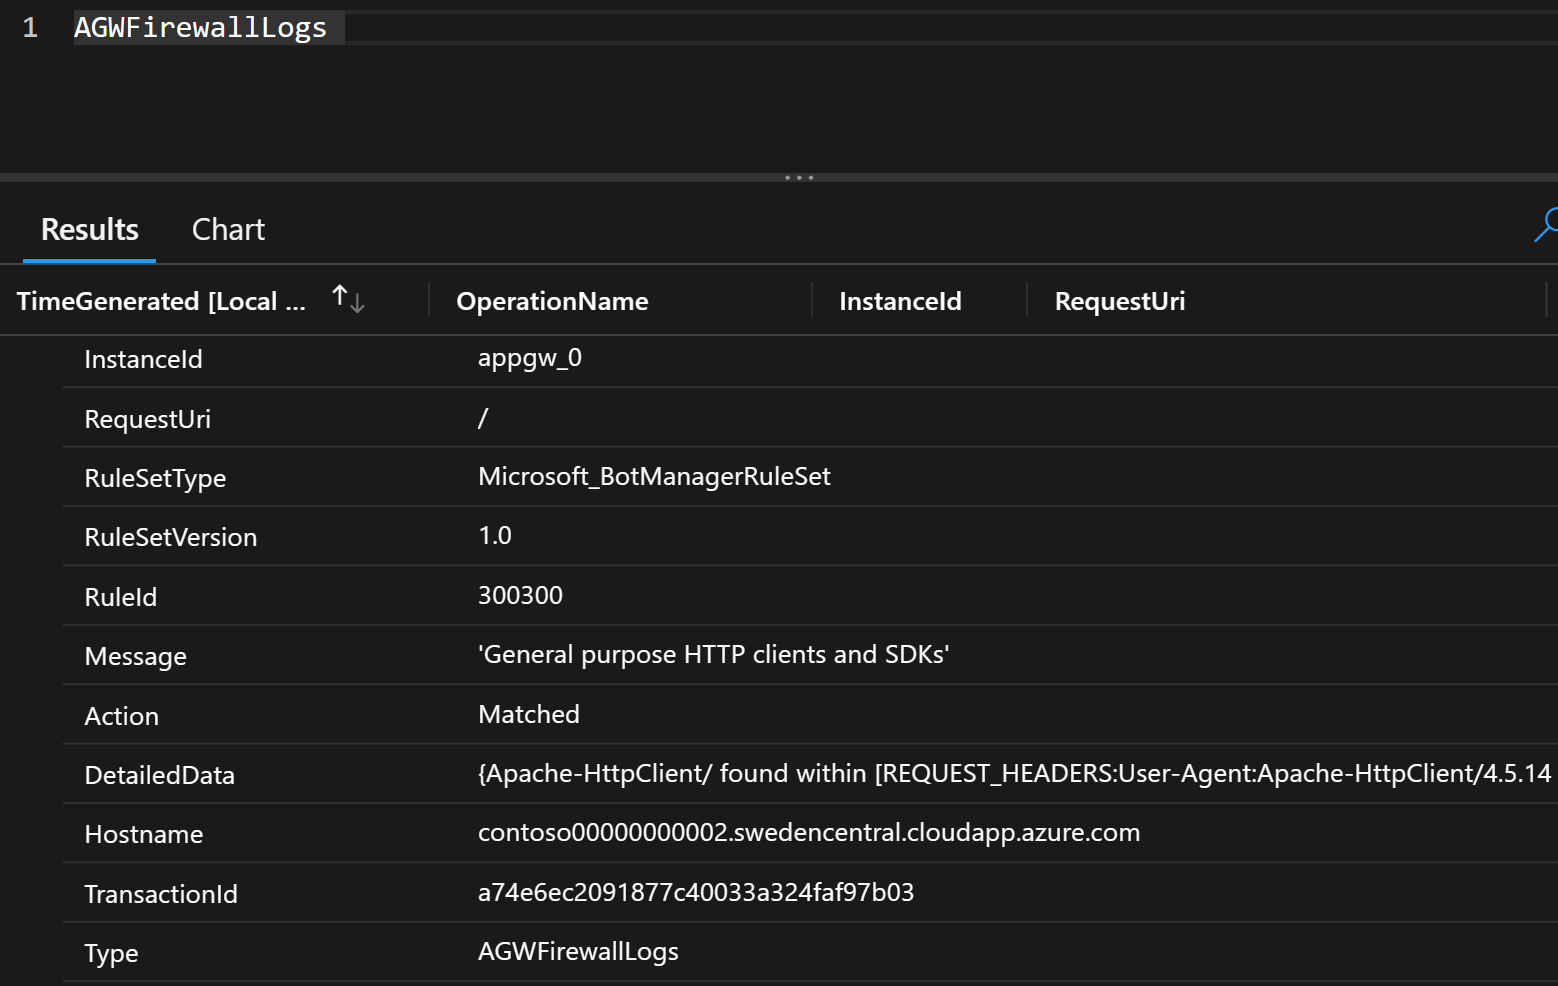 1 AGWFirewallLogs
Results Chart
TimeGenerated [Local ... OperationName InstanceId RequestUri
InstanceId appgw_0
RequestUri /
RuleSetType Microsoft_BotManagerRuleSet
RuleSetVersion 1.0
RuleId 300300
Message 'General purpose HTTP clients and SDKs'
Action Matched
DetailedData {Apache-HttpClient/ found within [REQUEST_HEADERS:User-Agent:Apache-HttpClient/4.5.14
Hostname contoso00000000002.swedencentral.cloudapp.azure.com
TransactionId a74e6ec2091877c40033a324faf97b03
Type AGWFirewallLogs